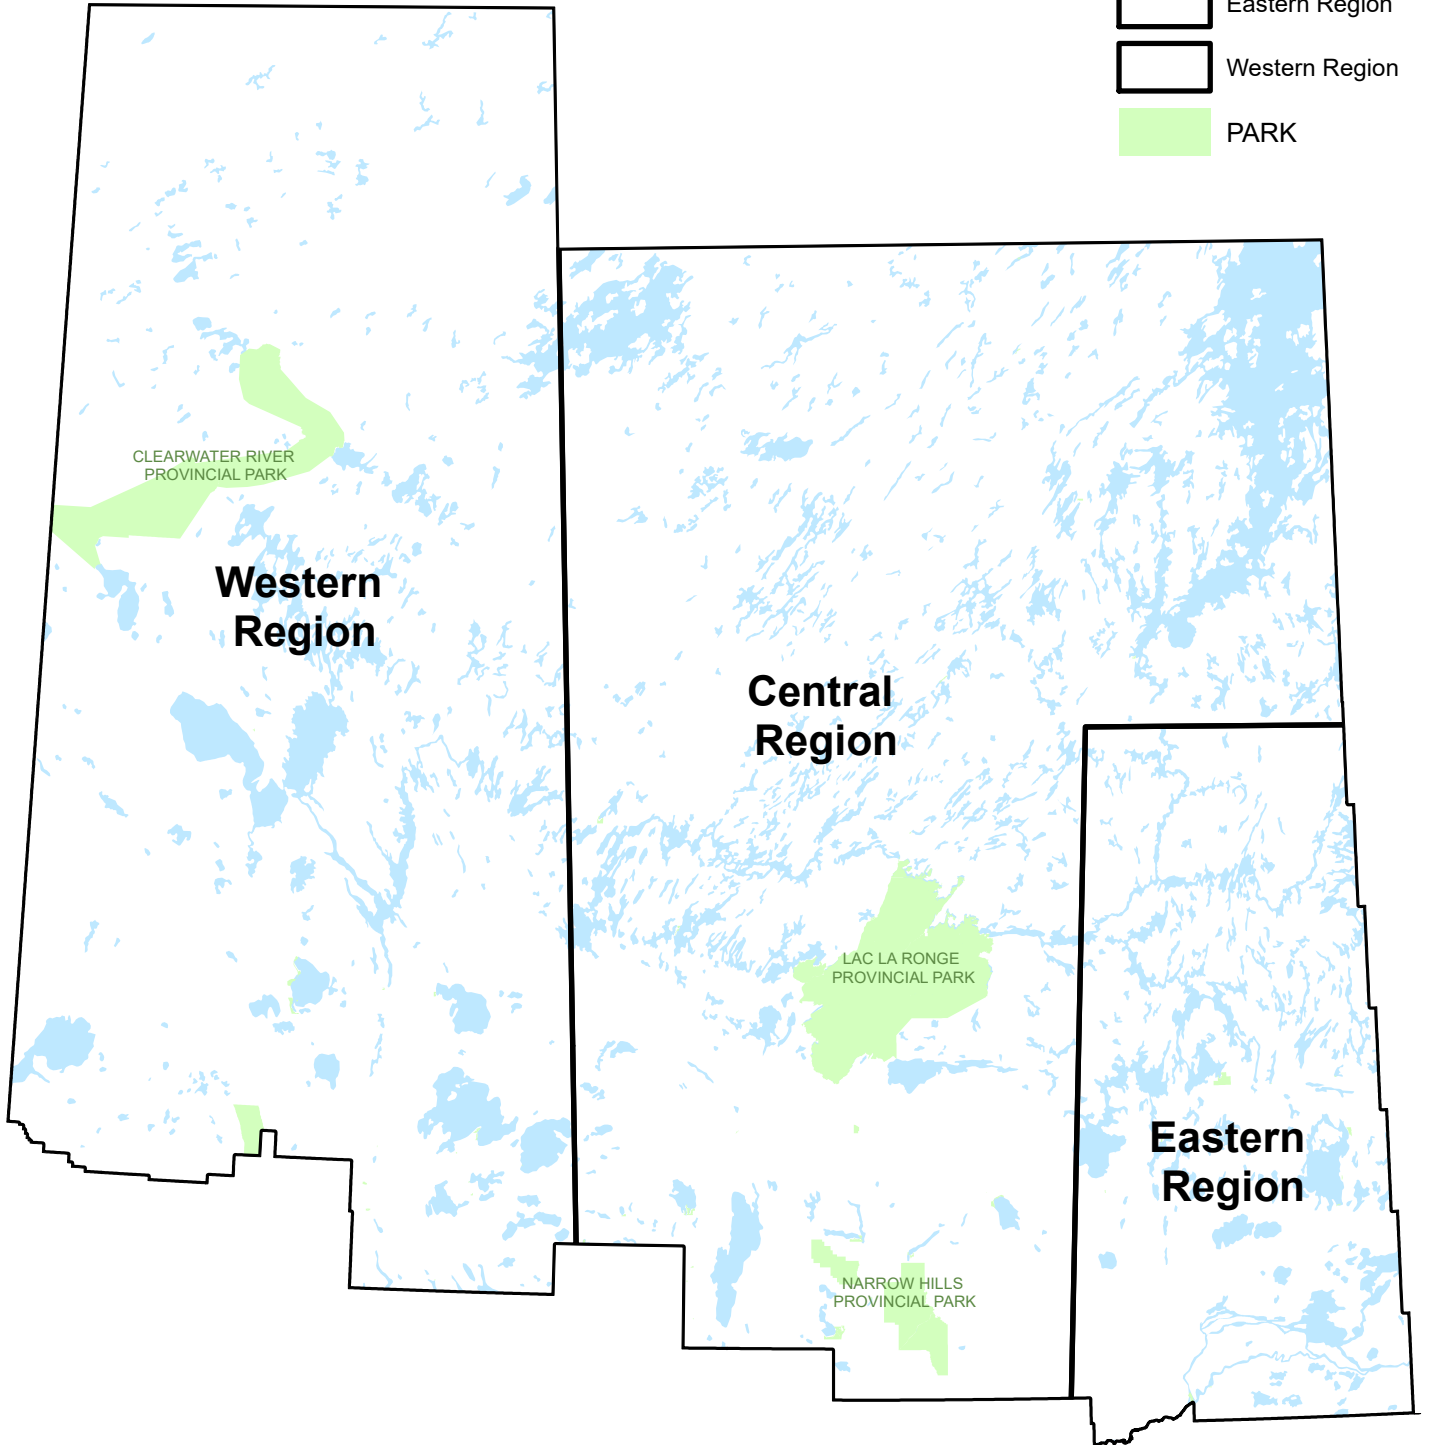 Eastern Region
Western Region
PARK
CLEARWATER RIVER
PROVINCIAL PARK
Western
Region
Central
Region
LAC LA RONGE
PROVINCIAL PARK
Eastern
Region
NARROW HILLS
PROVINCIAL PARK